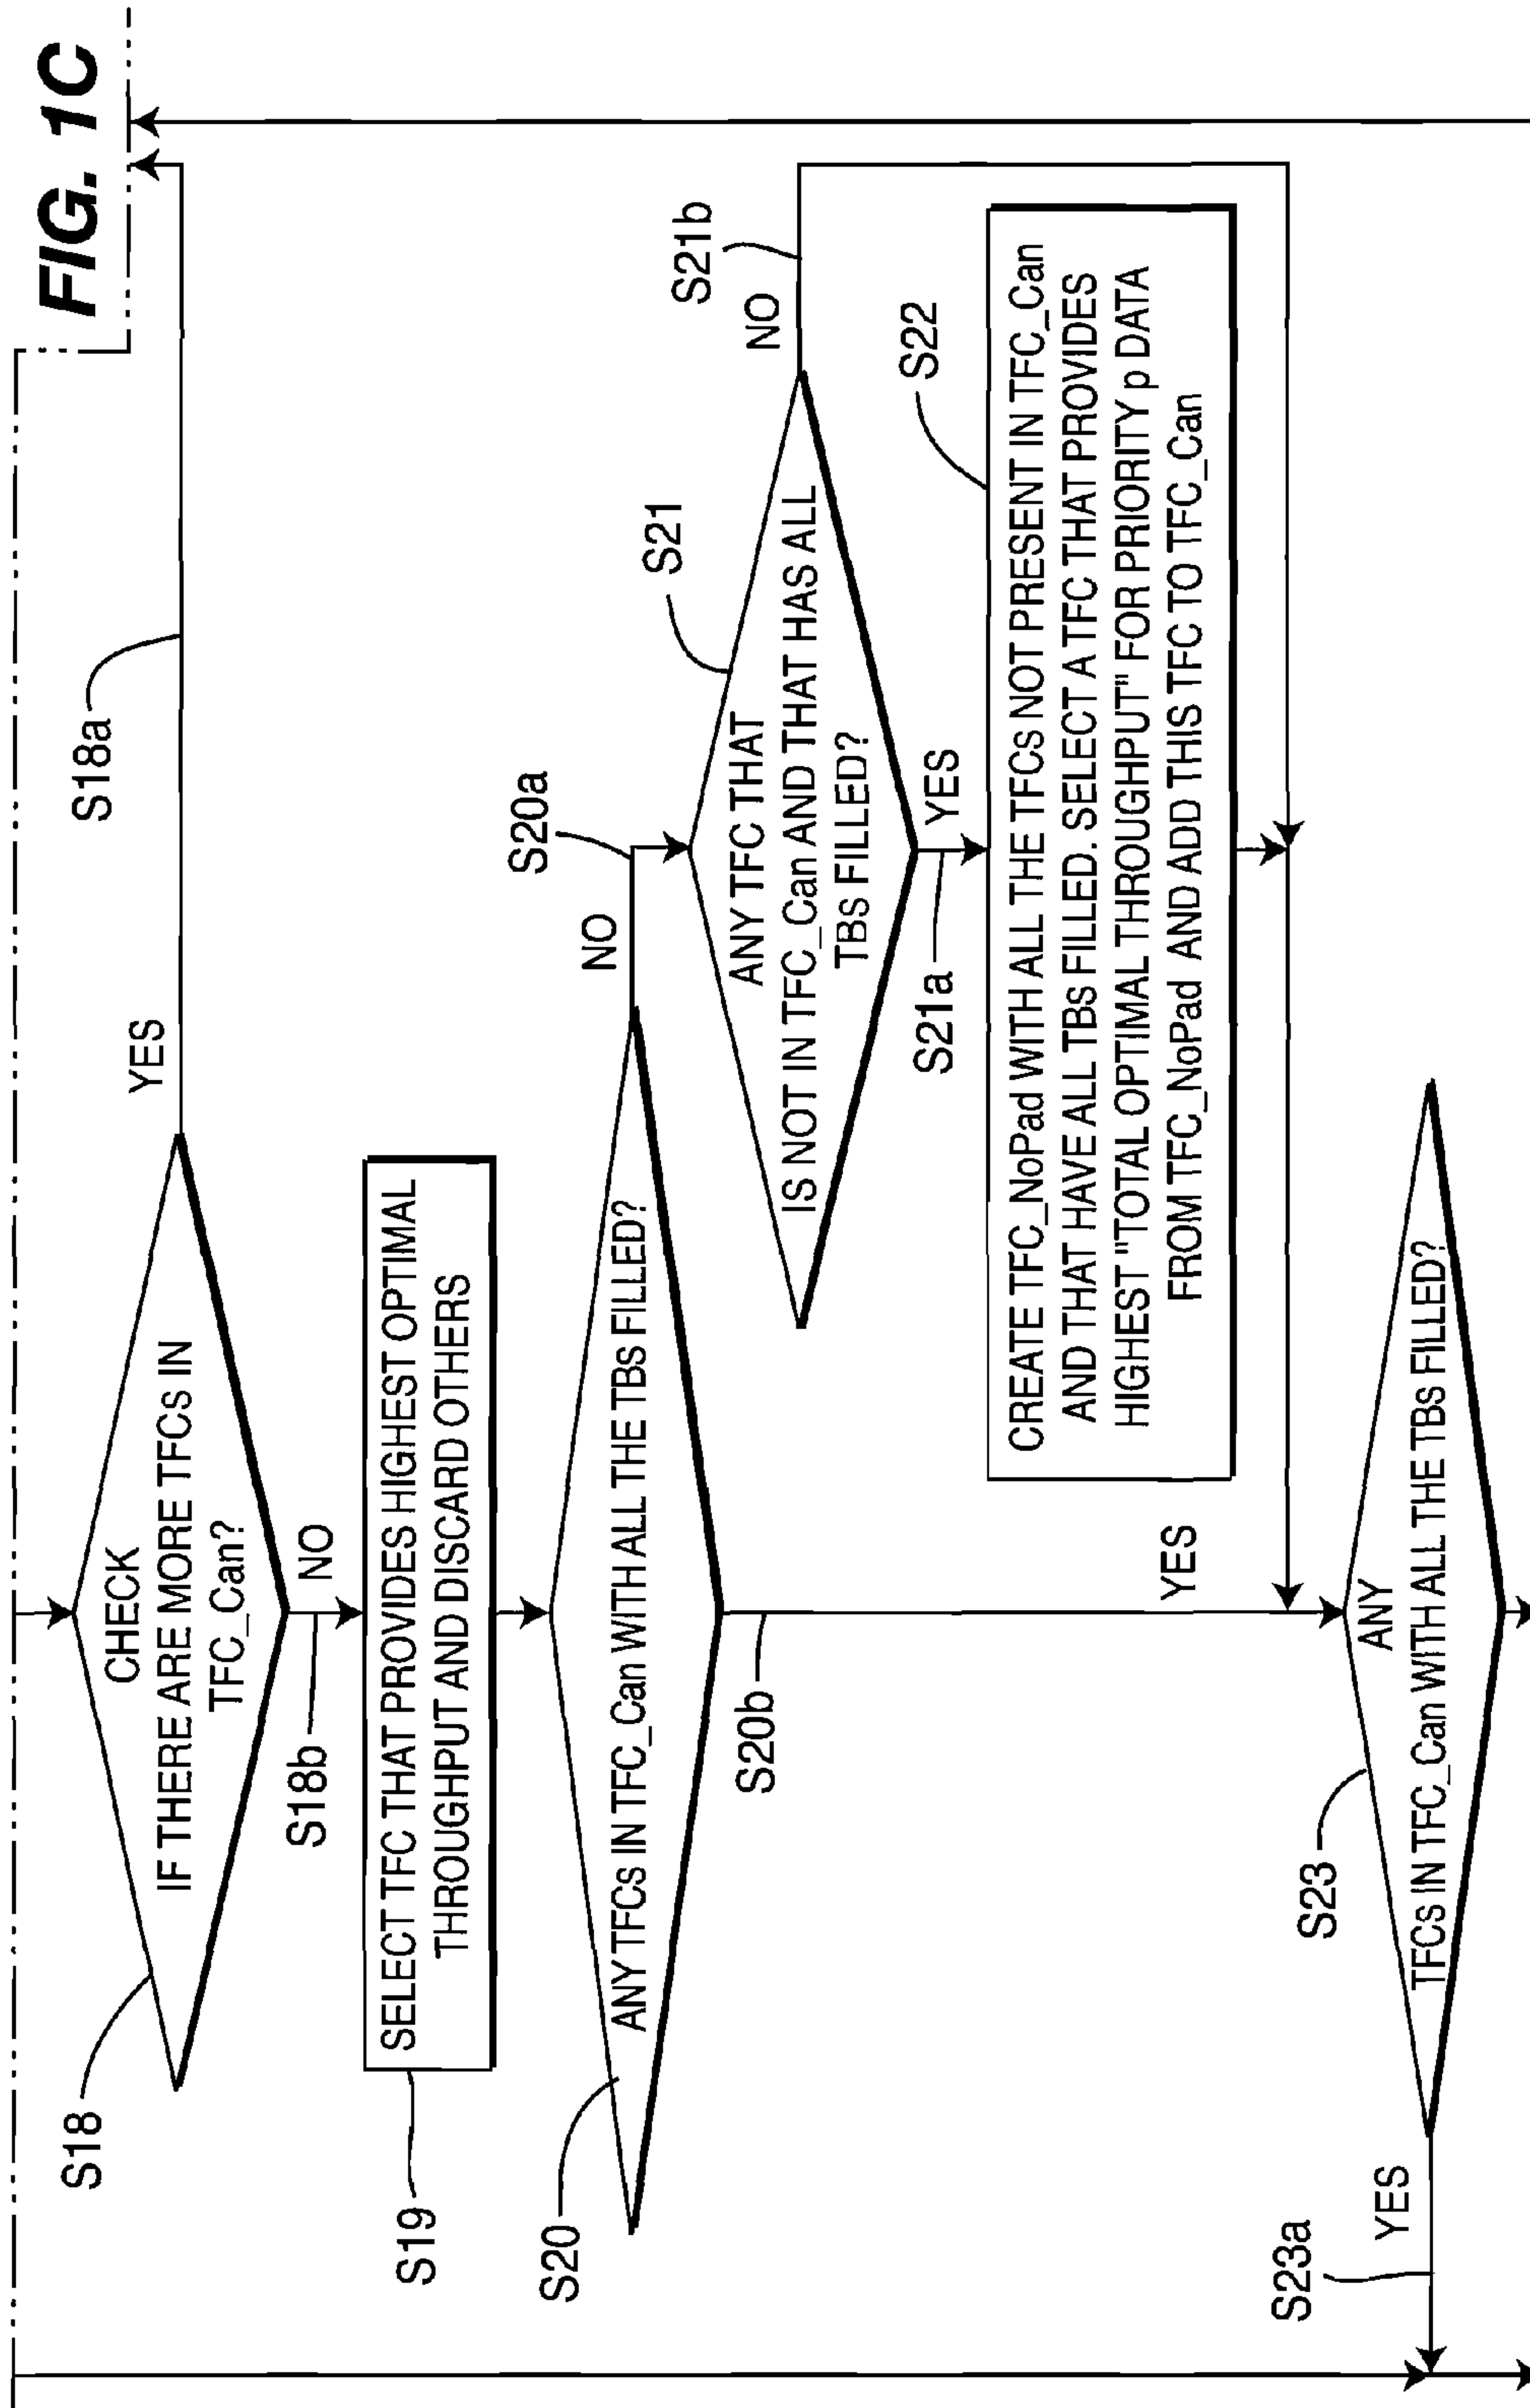 FIG. 1C
S18
CHECK
IF THERE ARE MORE TFCs IN
TFC_Can?
YES
S18a
NO
S18b
S19
SELECT TFC THAT PROVIDES HIGHEST OPTIMAL
THROUGHPUT AND DISCARD OTHERS
S20
ANY TFCs IN TFC_Can WITH ALL THE TBs FILLED?
NO
S20a
S20b
YES
S21
ANY TFC THAT
IS NOT IN TFC_Can AND THAT HAS ALL
TBs FILLED?
NO
S21b
S21a
YES
S22
CREATE TFC_NoPad WITH ALL THE TFCs NOT PRESENT IN TFC_Can
AND THAT HAVE ALL TBs FILLED. SELECT A TFC THAT PROVIDES
HIGHEST "TOTAL OPTIMAL THROUGHPUT" FOR PRIORITY p DATA
FROM TFC_NoPad AND ADD THIS TFC TO TFC_Can
S23
ANY
TFCs IN TFC_Can WITH ALL THE TBs FILLED?
YES
S23a